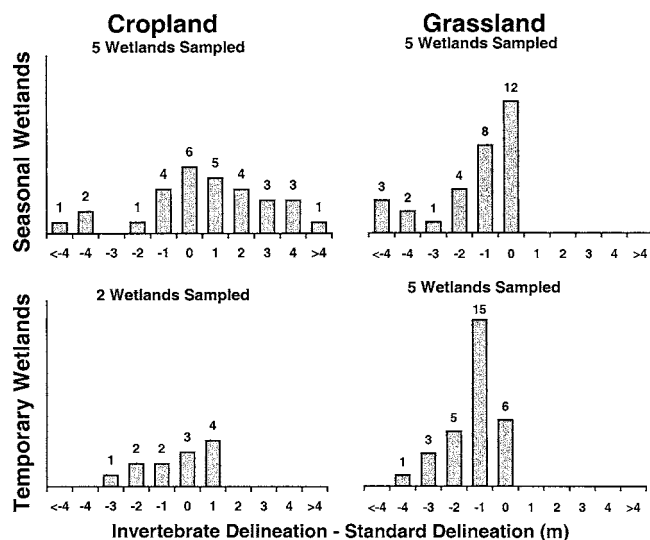 Cropland
Grassland
5 Wetlands Sampled
5 Wetlands Sampled
Seasonal Wetlands
1 2 1 4 6 5 4 3 3 1
<-4 -4 -3 -2 -1 0 1 2 3 4 >4
3 2 1 4 8 12
<-4 -4 -3 -2 -1 0 1 2 3 4 >4
2 Wetlands Sampled
5 Wetlands Sampled
Temporary Wetlands
1 2 2 3 4
<-4 -4 -3 -2 -1 0 1 2 3 4 >4
1 3 5 15 6
<-4 -4 -3 -2 -1 0 1 2 3 4 >4
Invertebrate Delineation - Standard Delineation (m)